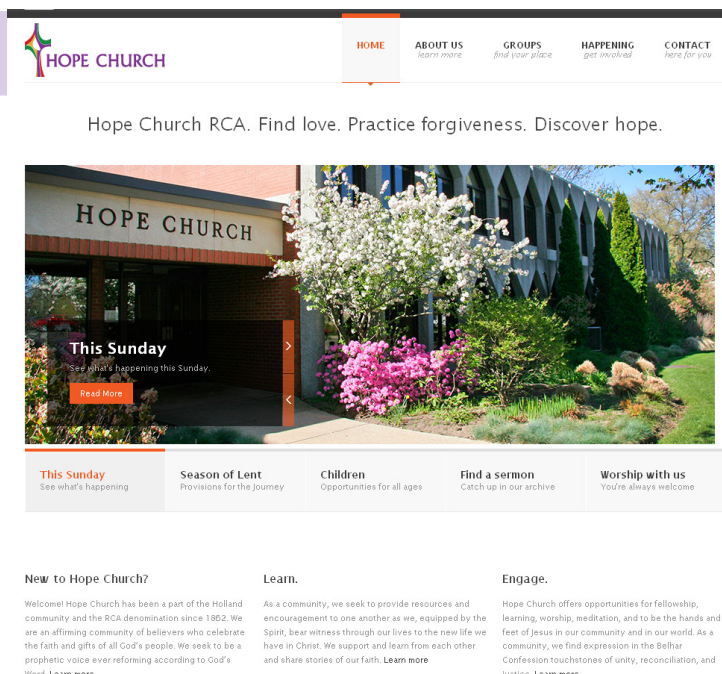 HOPE CHURCH
HOME
ABOUT US
learn more
GROUPS
find your place
HAPPENING
get involved
CONTACT
here for you
Hope Church RCA. Find love. Practice forgiveness. Discover hope.
HOPE CHURCH
This Sunday
See what's happening this Sunday.
Read More
This Sunday
See what's happening
Season of Lent
Provisions for the Journey
Children
Opportunities for all ages
Find a sermon
Catch up in our archive
Worship with us
You're always welcome
New to Hope Church?
Welcome! Hope Church has been a part of the Holland
community and the RCA denomination since 1862. We
are an affirming community of believers who celebrate
the faith and gifts of all God's people. We seek to be a
prophetic voice ever reforming according to God's
Word. Learn more
Learn.
As a community, we seek to provide resources and
encouragement to one another as we, equipped by the
Spirit, bear witness through our lives to the new life we
have in Christ. We support and learn from each other
and share stories of our faith. Learn more
Engage.
Hope Church offers opportunities for fellowship,
learning, worship, meditation, and to be the hands and
feet of Jesus in our community and in our world. As a
community, we find expression in the Belhar
Confession touchstones of unity, reconciliation, and
justice. Learn more